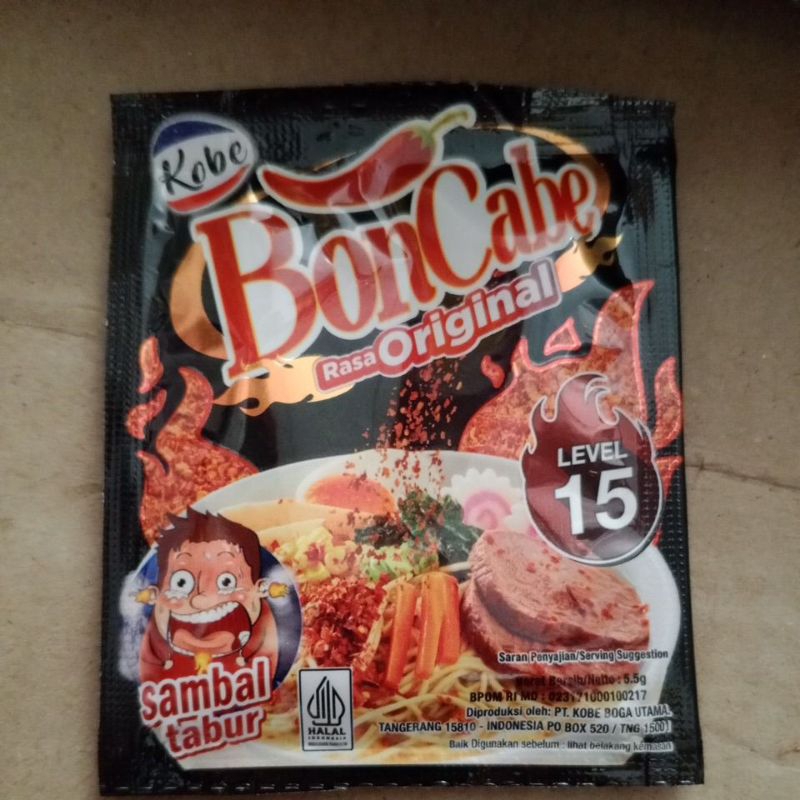 Kobe
BonCabe
Rasa Original
LEVEL
15
sambal
tabur
HALAL
INDONESIA
Saran Penyajian/Serving Suggestion
Berat Bersih/Netto : 5.5g
BPOM RI MD : 023171000100217
Diproduksi oleh: PT. KOBE BOGA UTAMA.
TANGERANG 15810 - INDONESIA PO BOX 520 / TNG 15001
Baik Digunakan sebelum : lihat belakang kemasan